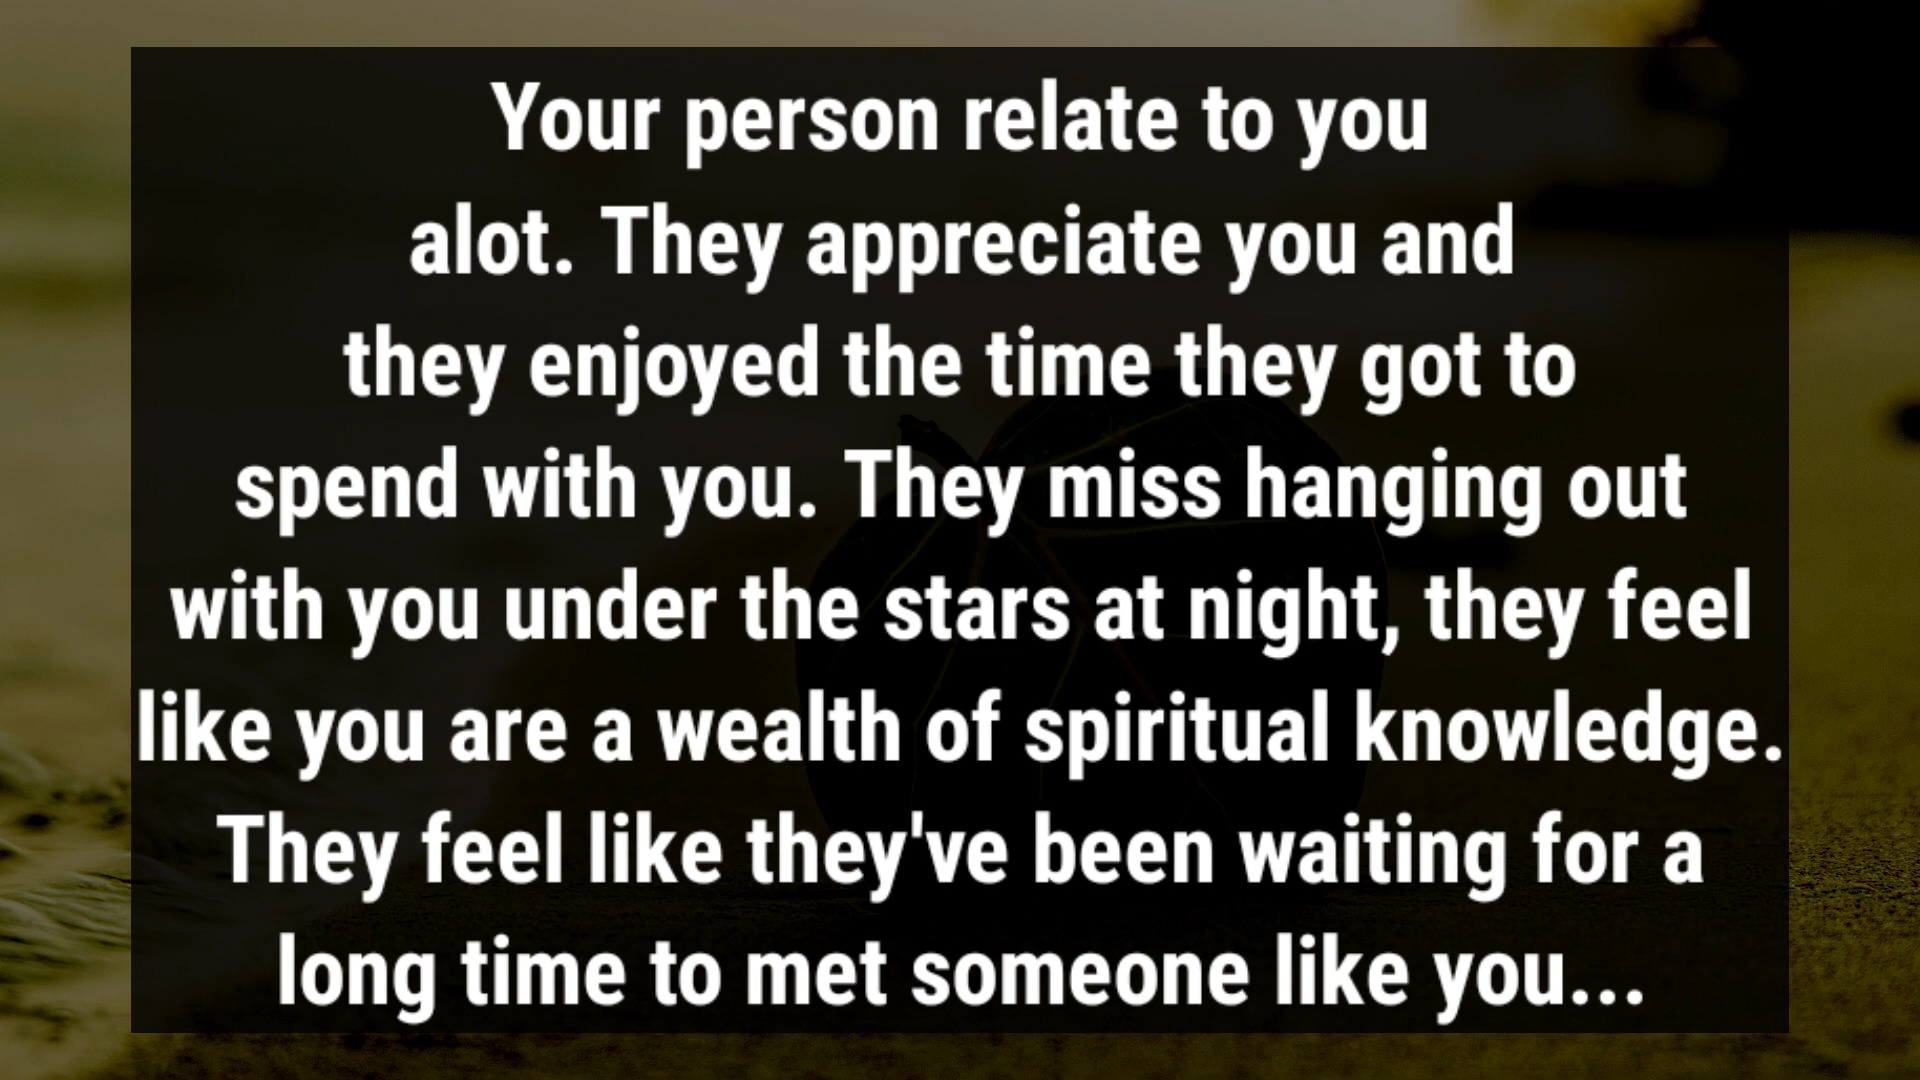 Your person relate to you
alot. They appreciate you and
they enjoyed the time they got to
spend with you. They miss hanging out
with you under the stars at night, they feel
like you are a wealth of spiritual knowledge.
They feel like they've been waiting for a
long time to met someone like you...